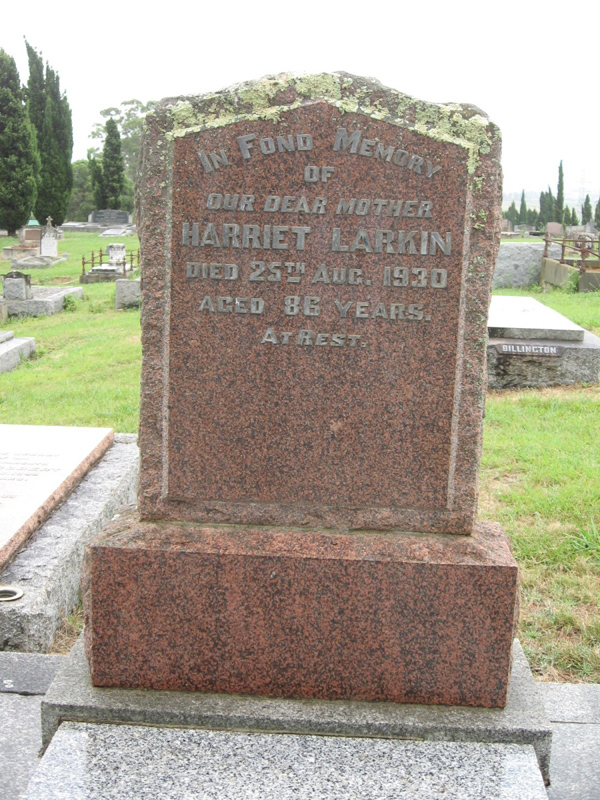 IN FOND MEMORY
OF
OUR DEAR MOTHER
HARRIET LARKIN
DIED 25TH AUG. 1930
AGED 86 YEARS.
AT REST.
BILLINGTON